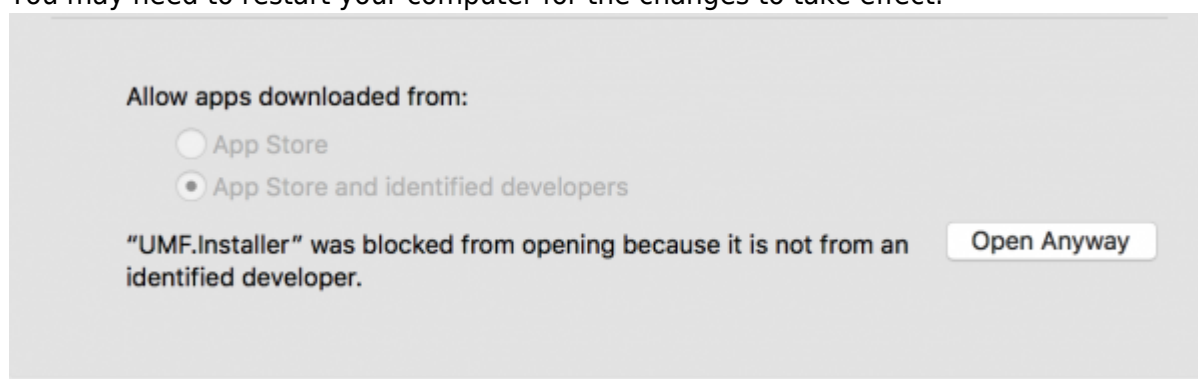 You may need to restart your computer for the changes to take effect.
Allow apps downloaded from:
App Store
App Store and identified developers
“UMF.Installer” was blocked from opening because it is not from an
identified developer.
Open Anyway